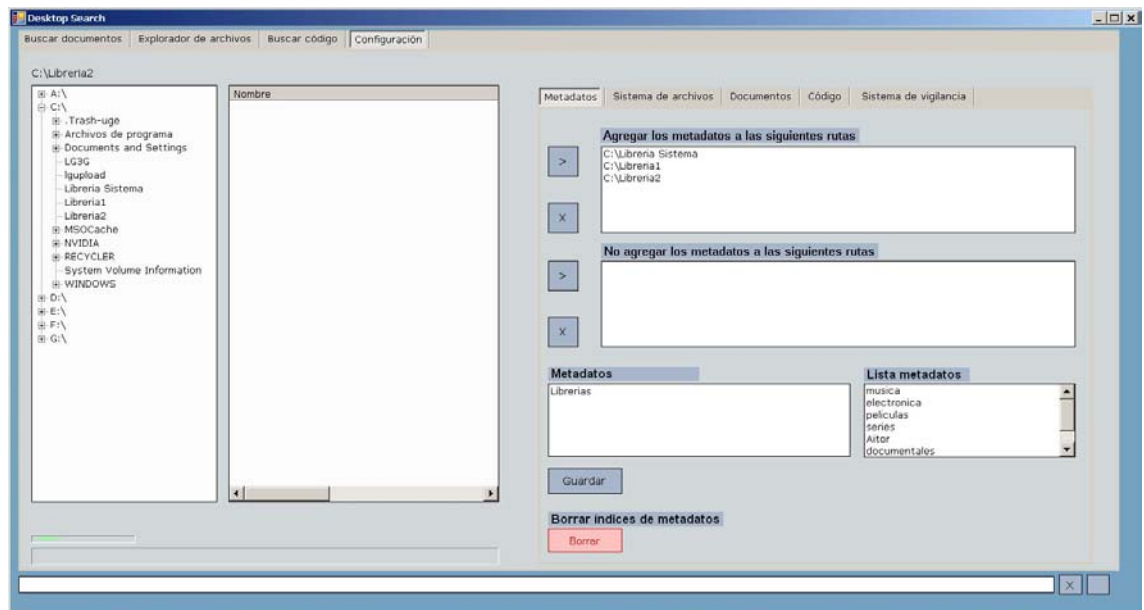 Desktop Search
Buscar documentos Explorador de archivos Buscar código Configuración
C:\Libreria2
A:\
C:\
.Trash-uge
Archivos de programa
Documents and Settings
LG3G
lgupload
Libreria Sistema
Libreria1
Libreria2
MSOCache
NVIDIA
RECYCLER
System Volume Information
WINDOWS
D:\
E:\
F:\
G:\
Nombre
Metadatos Sistema de archivos Documentos Código Sistema de vigilancia
Agregar los metadatos a las siguientes rutas
>
X
C:\Libreria Sistema
C:\Libreria1
C:\Libreria2
No agregar los metadatos a las siguientes rutas
>
X
Metadatos
Librerias
Lista metadatos
musica
electronica
peliculas
series
Aitor
documentales
Guardar
Borrar índices de metadatos
Borrar
X